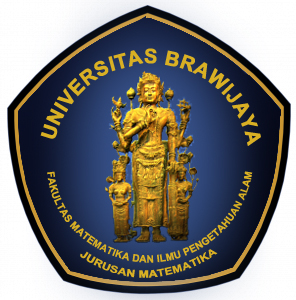 UNIVERSITAS BRAWIJAYA
FAKULTAS MATEMATIKA DAN ILMU PENGETAHUAN ALAM
JURUSAN MATEMATIKA